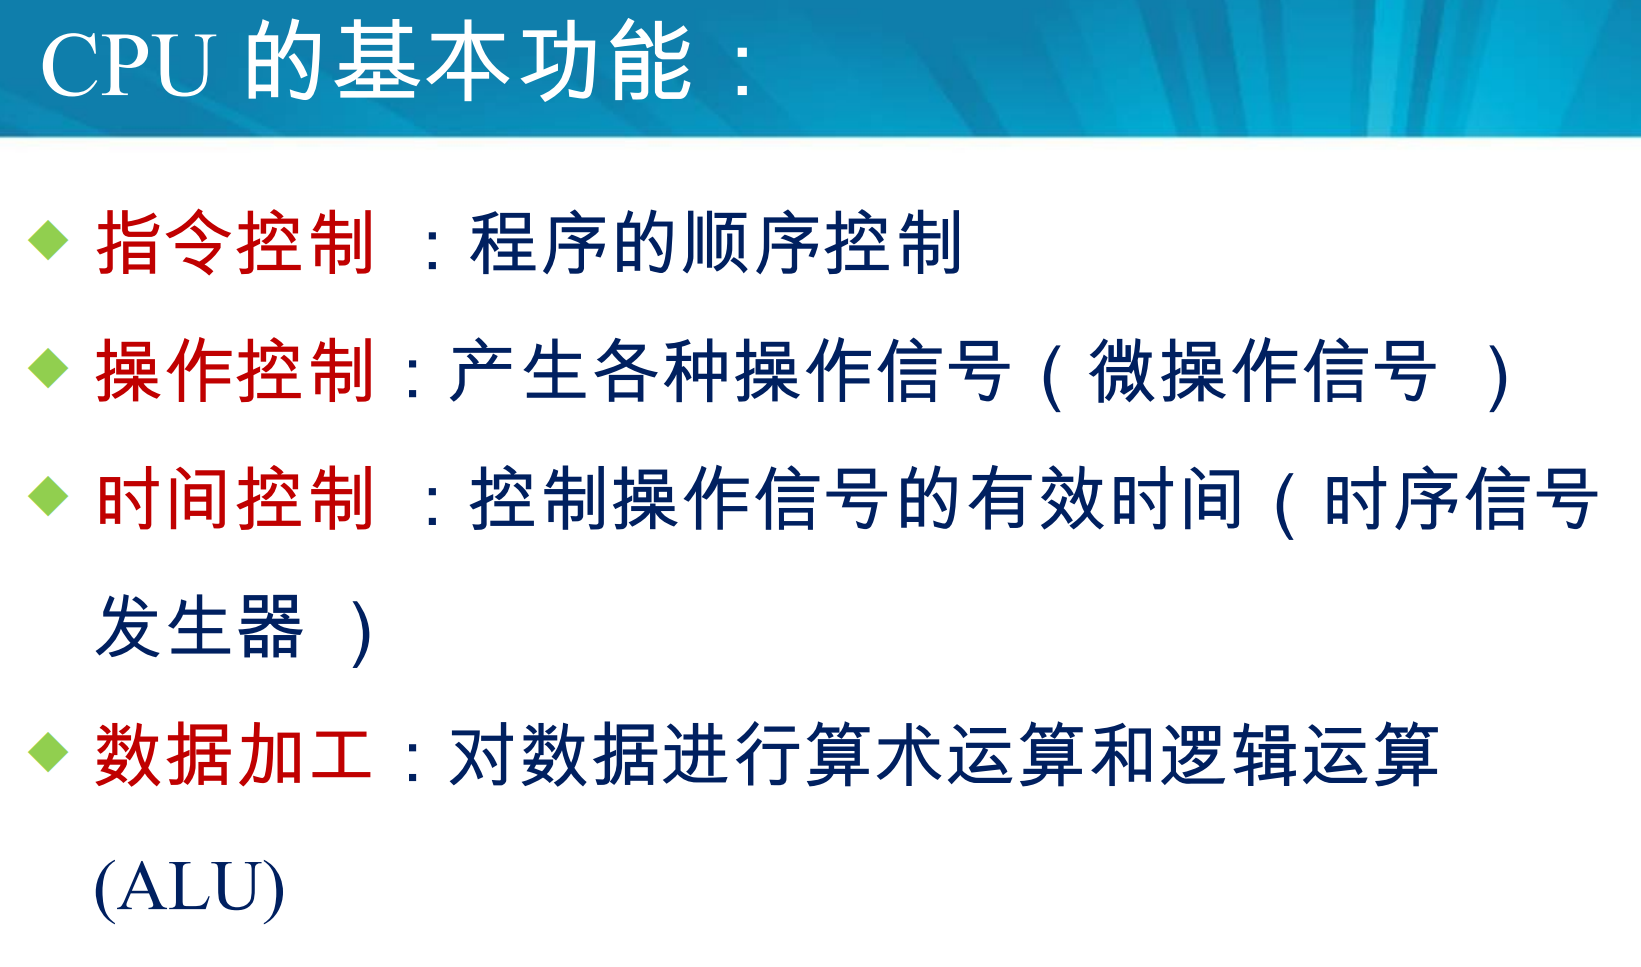 CPU 的基本功能：
指令控制 ：程序的顺序控制
操作控制：产生各种操作信号（微操作信号 ）
时间控制 ：控制操作信号的有效时间（时序信号
发生器 ）
数据加工：对数据进行算术运算和逻辑运算
(ALU)